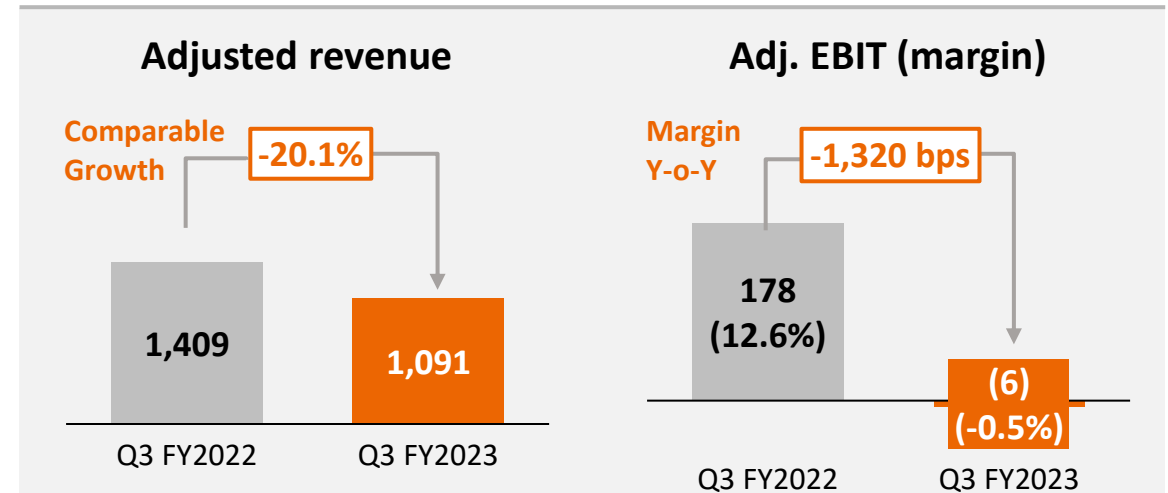 Adjusted revenue
Comparable
Growth
-20.1%
1,409
1,091
Q3 FY2022
Q3 FY2023
Adj. EBIT (margin)
Margin
Y-o-Y
-1,320 bps
178
(12.6%)
(6)
(-0.5%)
Q3 FY2022
Q3 FY2023